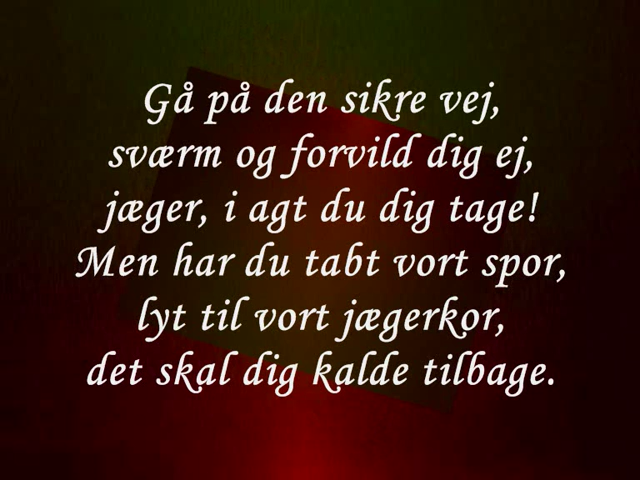 Gå på den sikre vej,
sværm og forvild dig ej,
jæger, i agt du dig tage!
Men har du tabt vort spor,
lyt til vort jægerkor,
det skal dig kalde tilbage.